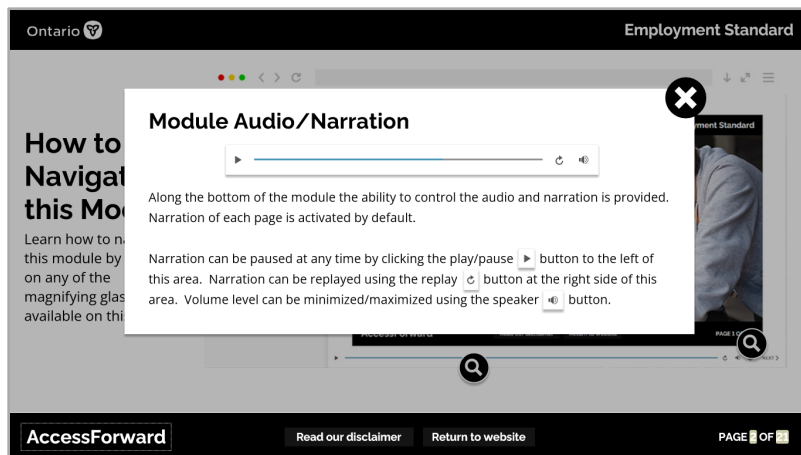 Ontario
Employment Standard
Module Audio/Narration
Along the bottom of the module the ability to control the audio and narration is provided.
Narration of each page is activated by default.
Narration can be paused at any time by clicking the play/pause button to the left of
this area. Narration can be replayed using the replay button at the right side of this
area. Volume level can be minimized/maximized using the speaker button.
How to
Navigat
this Mo
Learn how to na
this module by
on any of the
magnifying glas
available on thi
ment Standard
AccessForward
PAGE 1 O
NEXT >
AccessForward
Read our disclaimer
Return to website
PAGE 2 OF 21